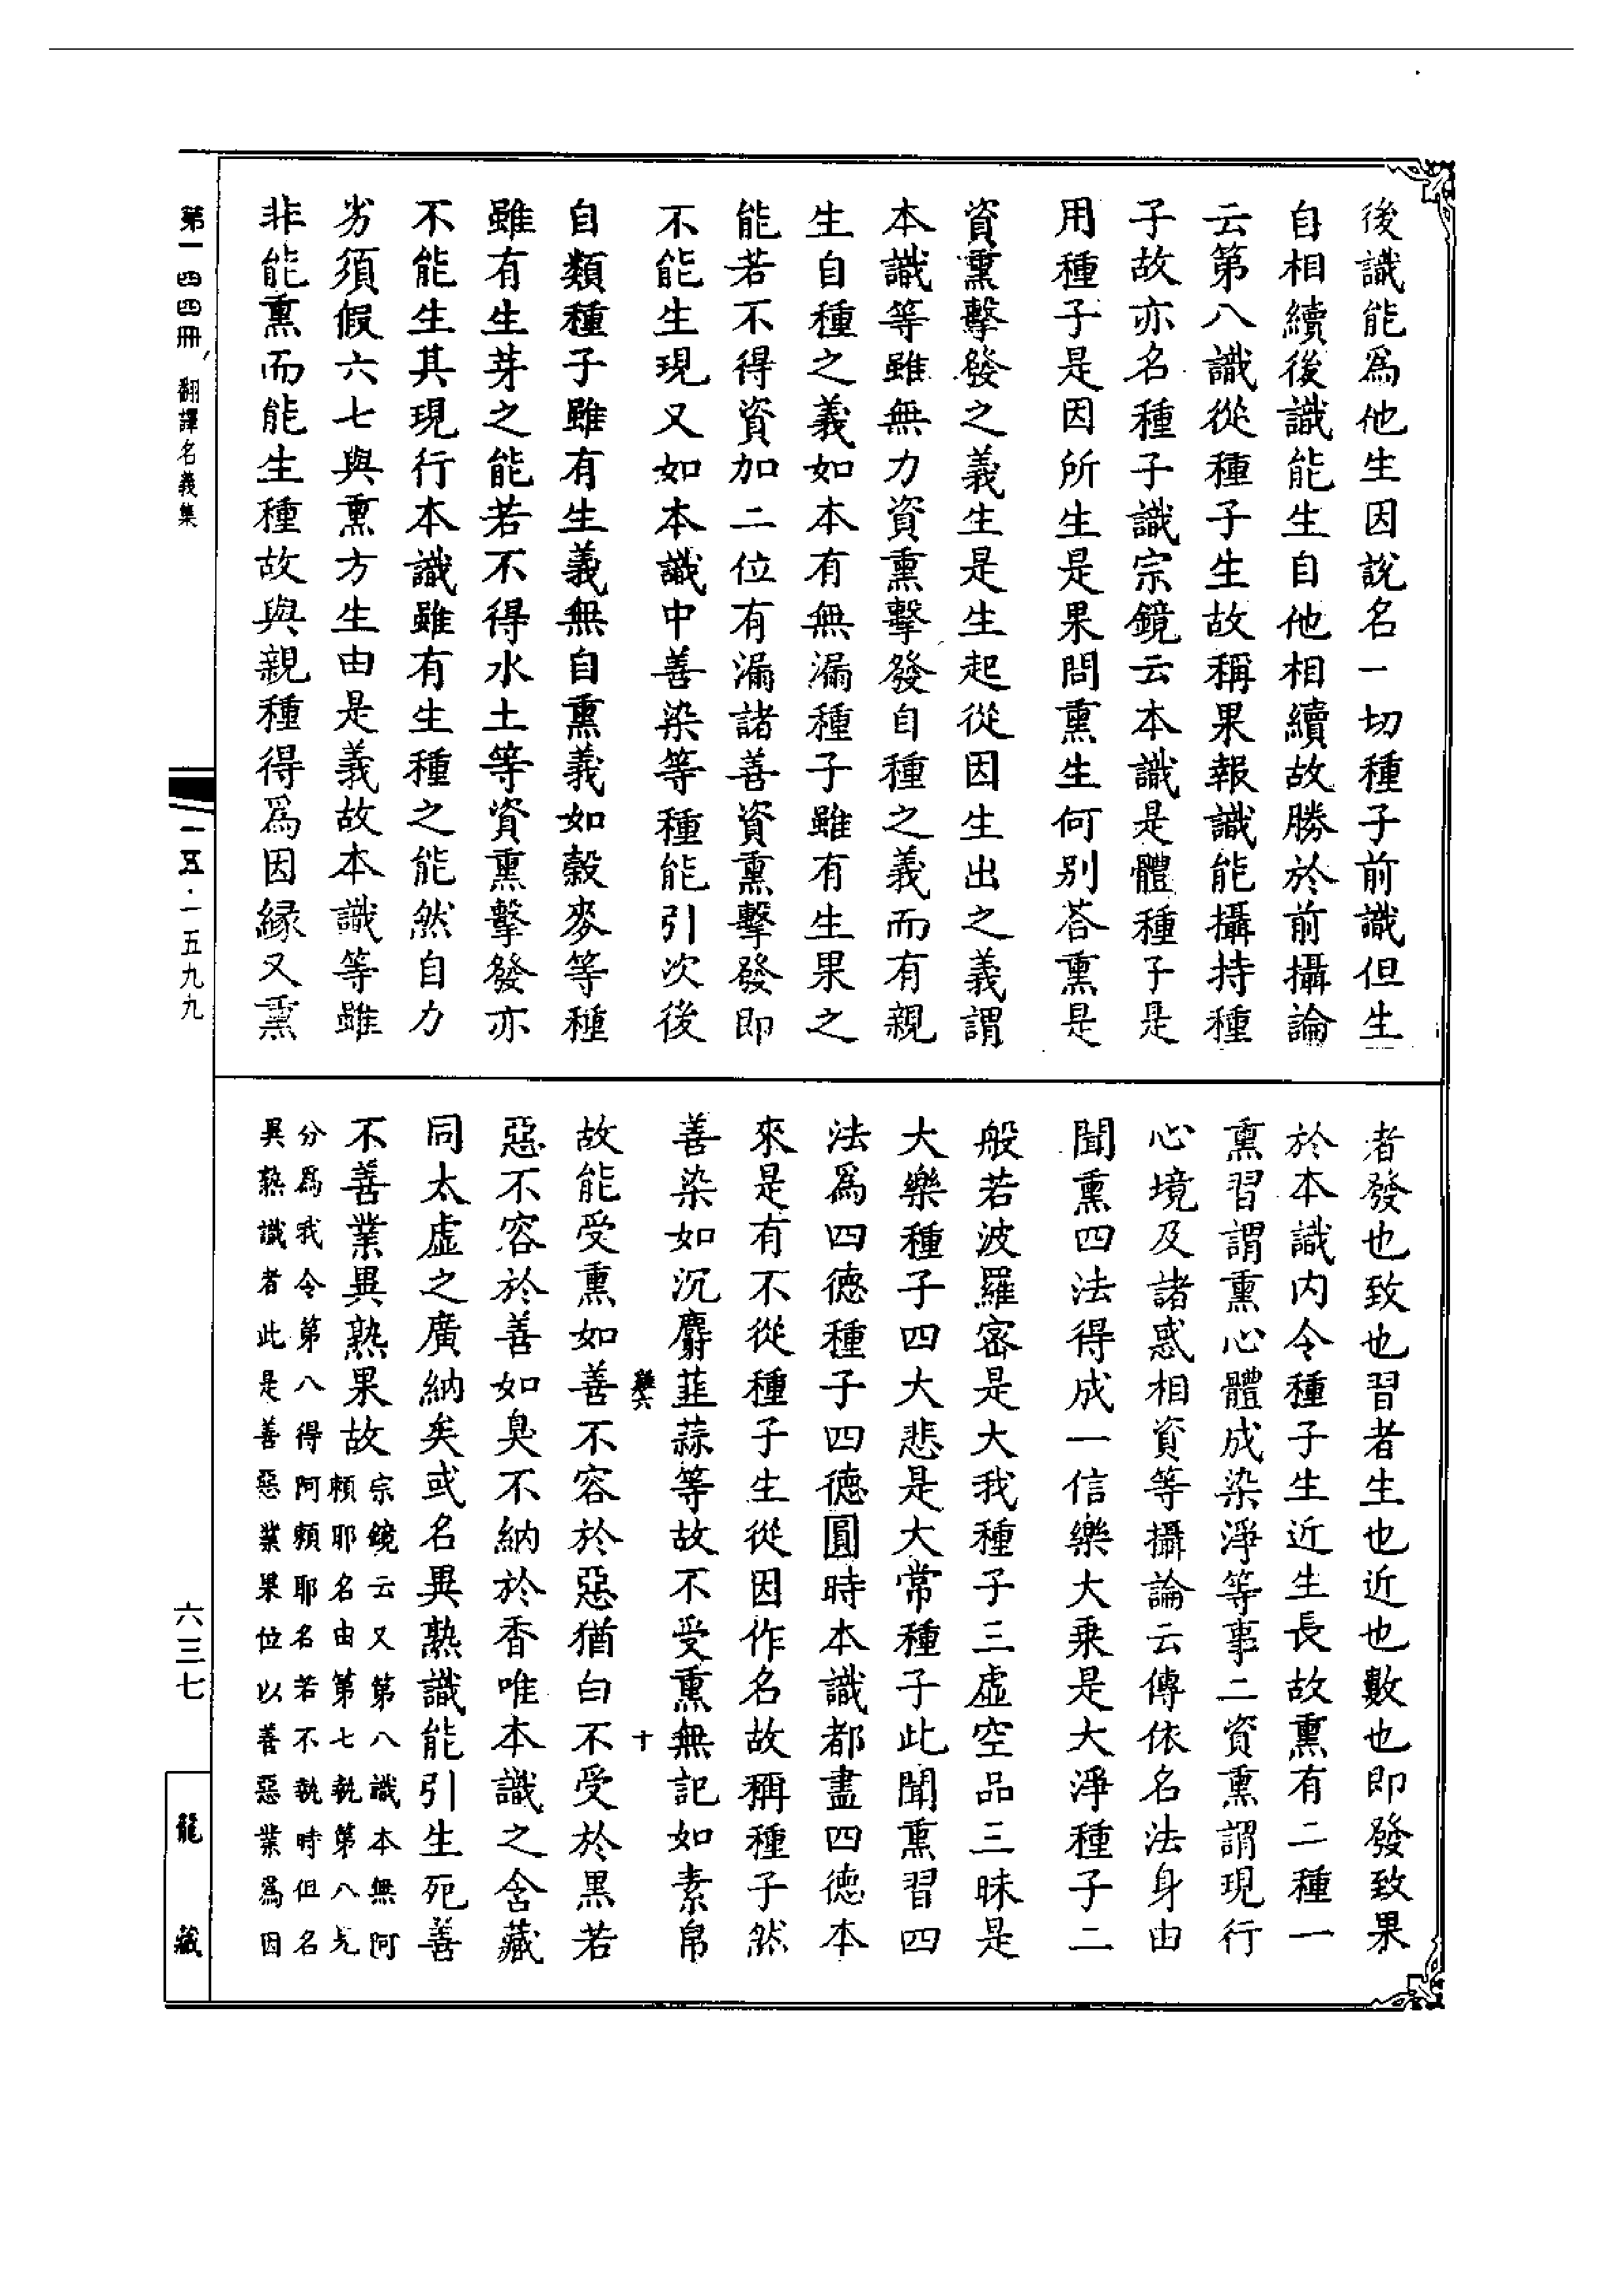 後識能爲他生因說名一切種子前識但生
自相續後識能生自他相續故勝於前攝論
云第八識從種子生故稱果報識能攝持種
子故亦名種子識宗鏡云本識是體種子是
用種子是因所生是果問熏生何別荅熏是
資熏擊發之義生是生起從因生出之義謂
本識等雖無力資熏擊發自種之義而有親
生自種之義如本有無漏種子雖有生果之
能若不得資加二位有漏諸善資熏擊發即
不能生現又如本識中善染等種能引次後
自類種子雖有生義無自熏義如穀麥等種
雖有生芽之能若不得水土等資熏擊發亦
不能生其現行本識雖有生種之能然自力
劣須假六七與熏方生由是義故本識等雖
非能熏而能生種故與親種得爲因緣又熏
者發也致也習者生也近也數也即發致果
於本識内令種子生近生長故熏有二種一
熏習謂熏心體成染淨等事二資熏謂現行
心境及諸惑相資等攝論云傳依名法身由
聞熏四法得成一信樂大乘是大淨種子二
般若波羅密是大我種子三虛空品三昧是
大樂種子四大悲是大常種子此聞熏習四
法爲四德種子四德圓時本識都盡四德本
來是有不從種子生從因作名故稱種子然
善染如沉麝韮蒜等故不受熏無記如素帛
故能受熏如善不容於惡猶白不受於黑若
惡不容於善如臭不納於香唯本識之含藏
同太虛之廣納矣或名異熟識能引生死善
不善業異熟果故
宗鏡云又第八識本無阿
賴耶名由第七執第八見
分爲我令第八得阿賴耶名若不執時但名
異熟識者此是善惡業果位以善惡業爲因
十
第一四四冊
翻譯名義集
一五五·一五九九
六三七
龍藏